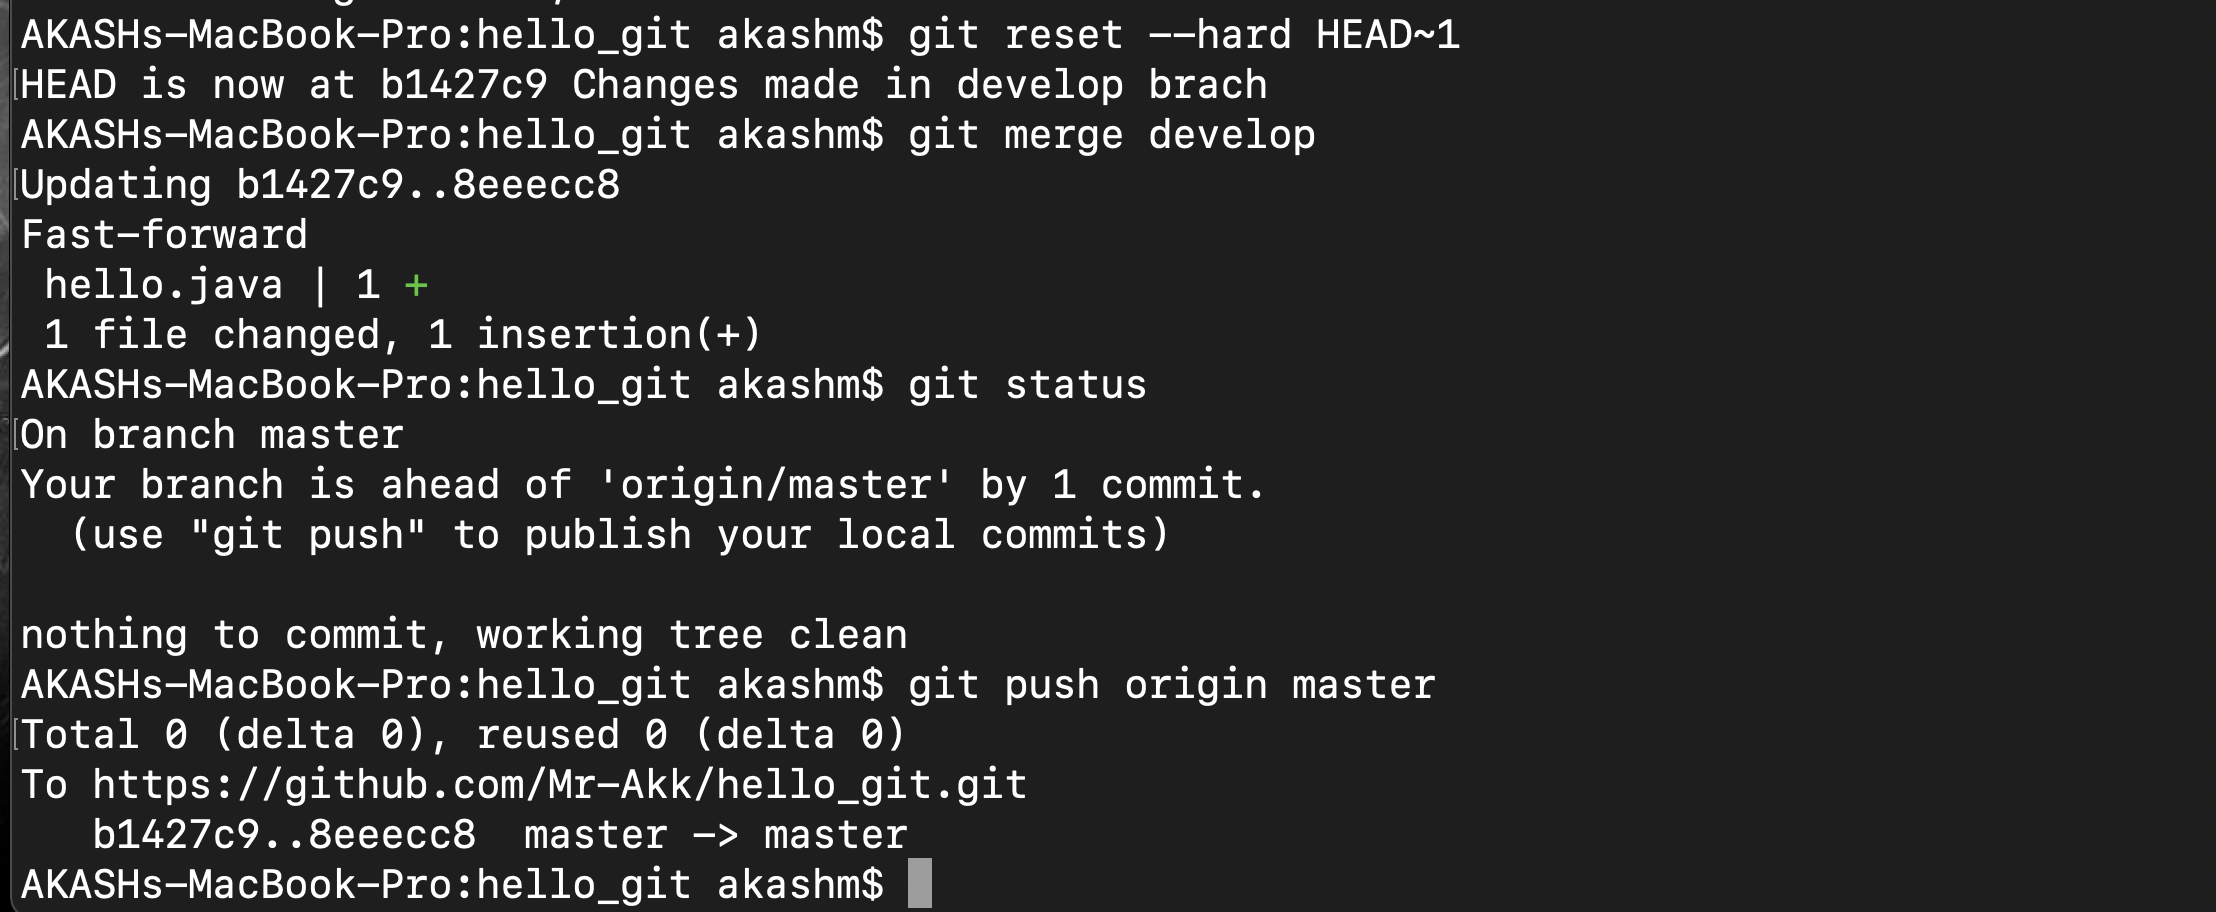 AKASHs-MacBook-Pro:hello_git akashm$ git reset --hard HEAD~1
HEAD is now at b1427c9 Changes made in develop brach
AKASHs-MacBook-Pro:hello_git akashm$ git merge develop
Updating b1427c9..8eeecc8
Fast-forward
 hello.java | 1 +
 1 file changed, 1 insertion(+)
AKASHs-MacBook-Pro:hello_git akashm$ git status
On branch master
Your branch is ahead of 'origin/master' by 1 commit.
  (use "git push" to publish your local commits)

nothing to commit, working tree clean
AKASHs-MacBook-Pro:hello_git akashm$ git push origin master
Total 0 (delta 0), reused 0 (delta 0)
To https://github.com/Mr-Akk/hello_git.git
   b1427c9..8eeecc8  master -> master
AKASHs-MacBook-Pro:hello_git akashm$